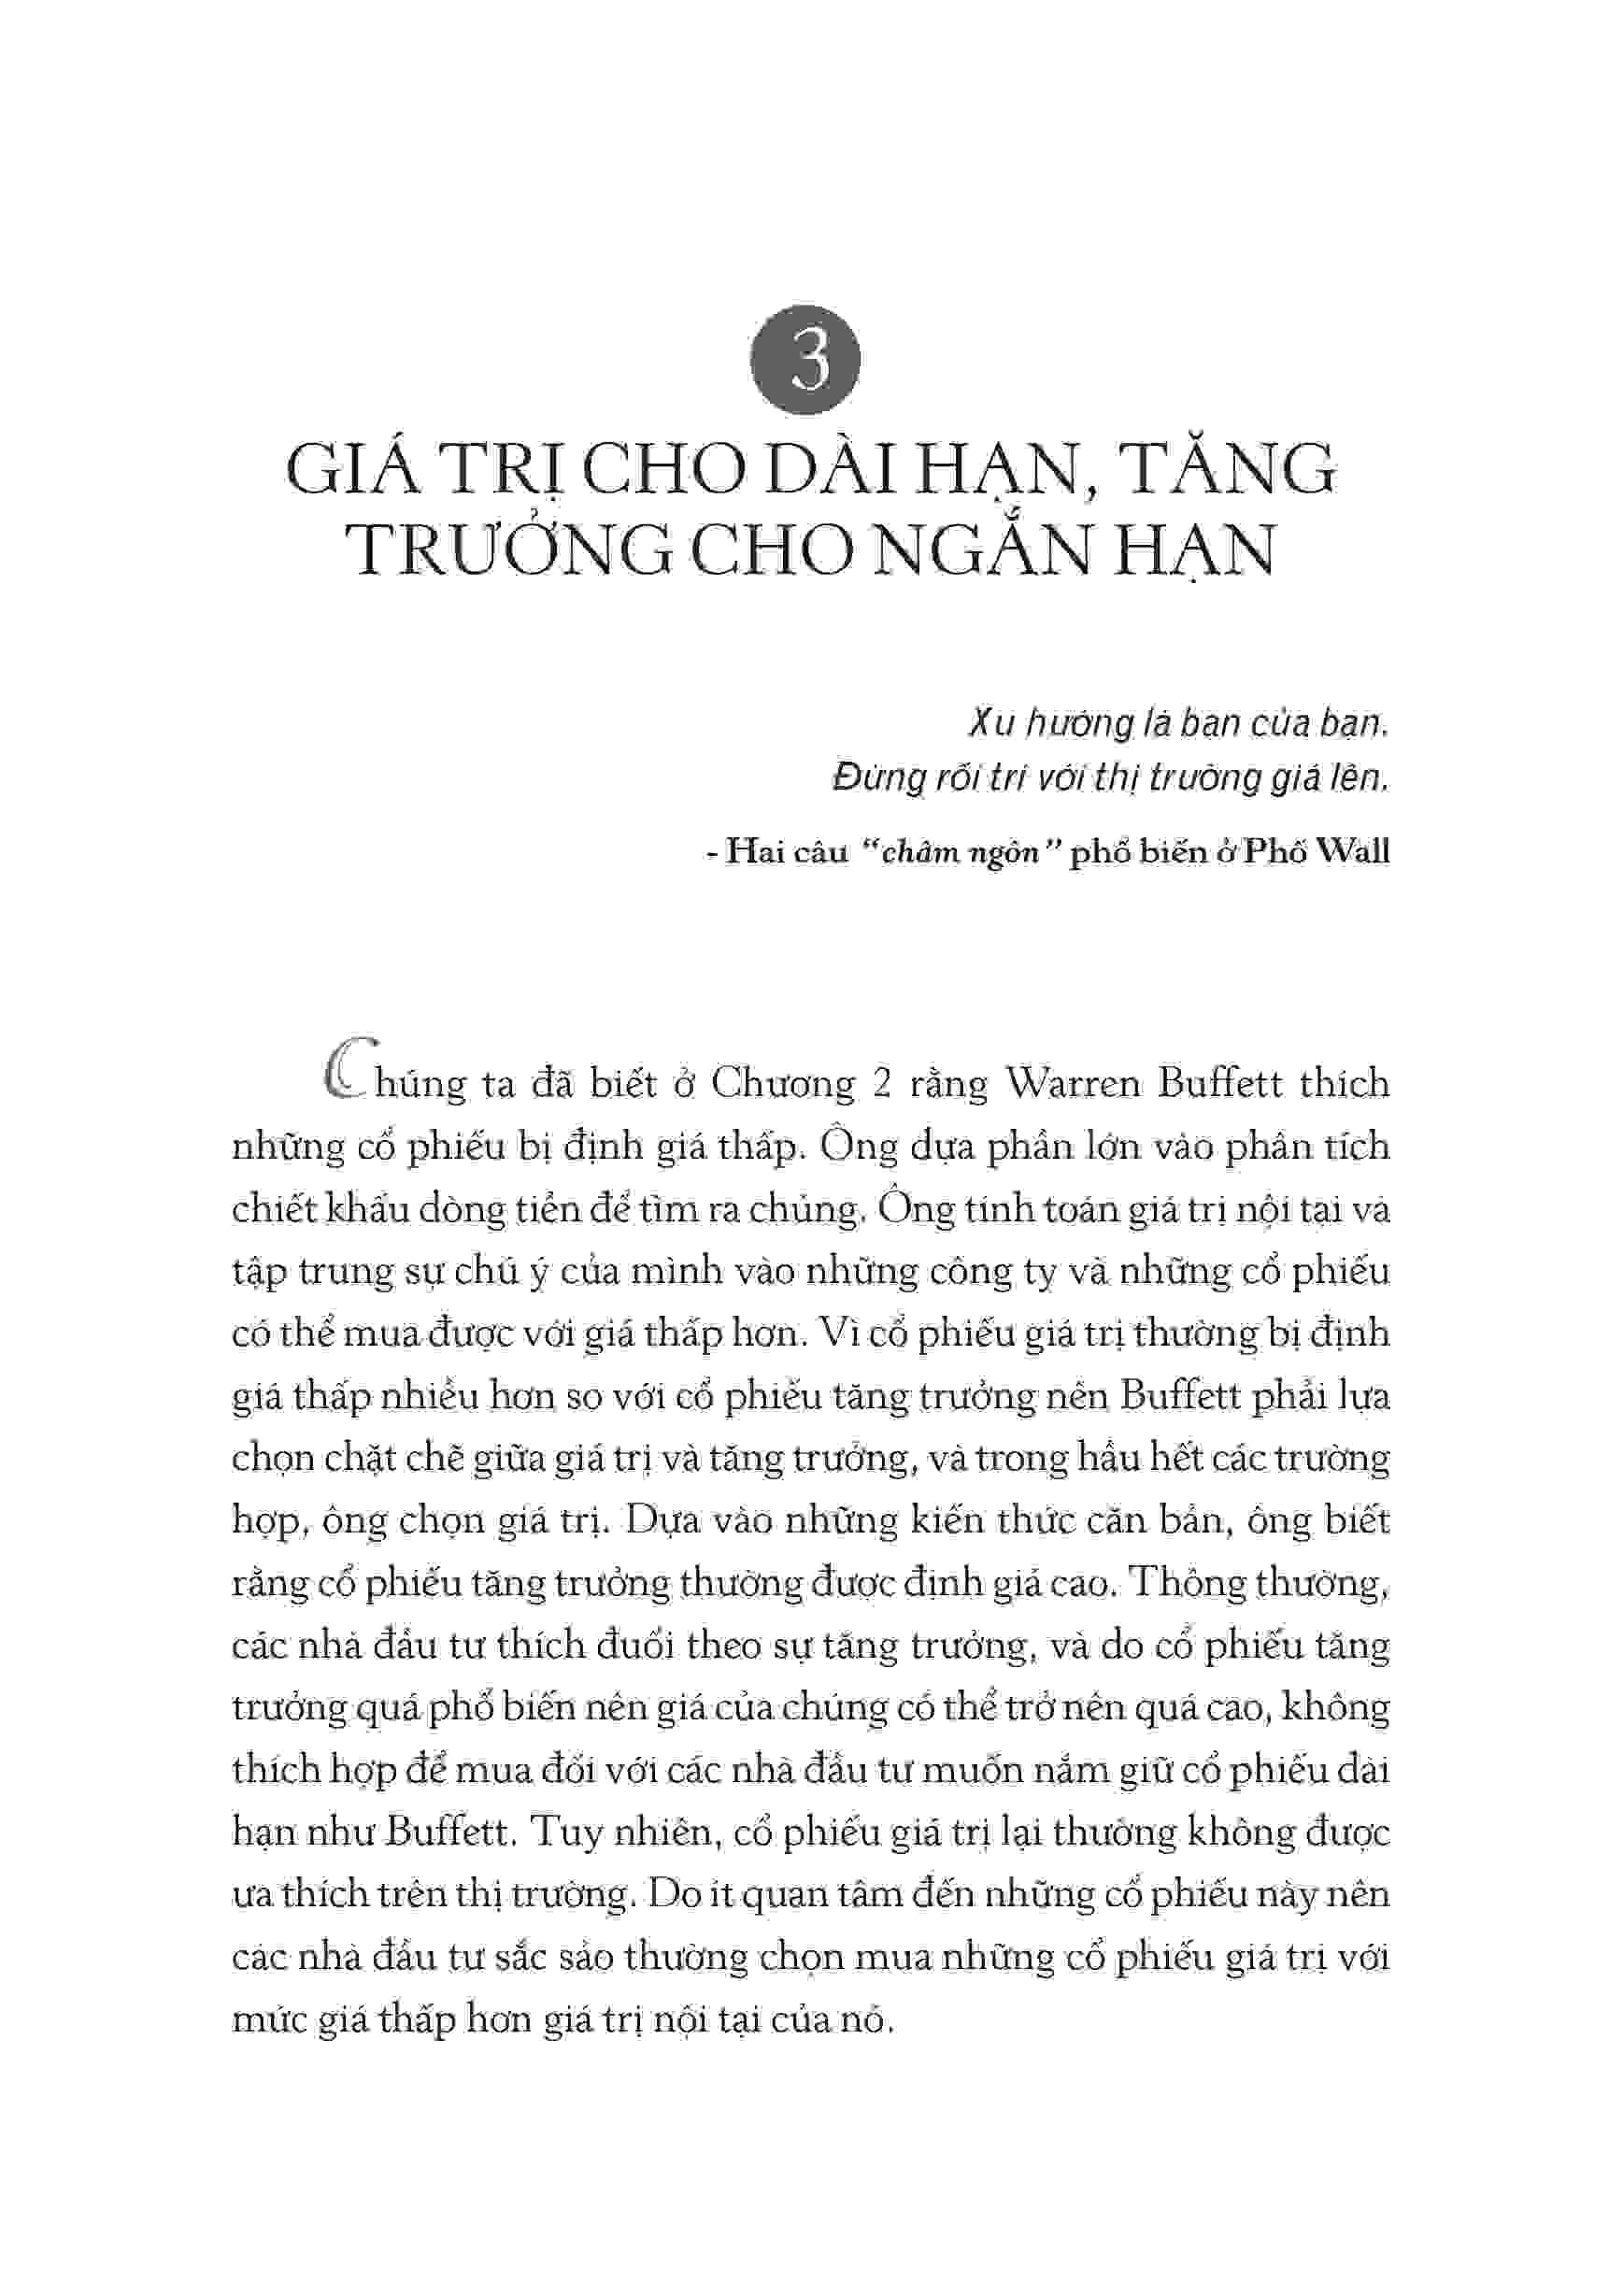 3
GIÁ TRỊ CHO DÀI HẠN, TĂNG
TRƯỞNG CHO NGẮN HẠN
Xu hướng là bạn của bạn.
Đừng rối trí với thị trường giá lên.
- Hai câu “châm ngôn” phổ biến ở Phố Wall
Chúng ta đã biết ở Chương 2 rằng Warren Buffett thích
những cổ phiếu bị định giá thấp. Ông dựa phần lớn vào phân tích
chiết khấu dòng tiền để tìm ra chúng. Ông tính toán giá trị nội tại và
tập trung sự chú ý của mình vào những công ty và những cổ phiếu
có thể mua được với giá thấp hơn. Vì cổ phiếu giá trị thường bị định
giá thấp nhiều hơn so với cổ phiếu tăng trưởng nên Buffett phải lựa
chọn chặt chẽ giữa giá trị và tăng trưởng, và trong hầu hết các trường
hợp, ông chọn giá trị. Dựa vào những kiến thức căn bản, ông biết
rằng cổ phiếu tăng trưởng thường được định giá cao. Thông thường,
các nhà đầu tư thích đuổi theo sự tăng trưởng, và do cổ phiếu tăng
trưởng quá phổ biến nên giá của chúng có thể trở nên quá cao, không
thích hợp để mua đối với các nhà đầu tư muốn nắm giữ cổ phiếu dài
hạn như Buffett. Tuy nhiên, cổ phiếu giá trị lại thường không được
ưa thích trên thị trường. Do ít quan tâm đến những cổ phiếu này nên
các nhà đầu tư sắc sảo thường chọn mua những cổ phiếu giá trị với
mức giá thấp hơn giá trị nội tại của nó.